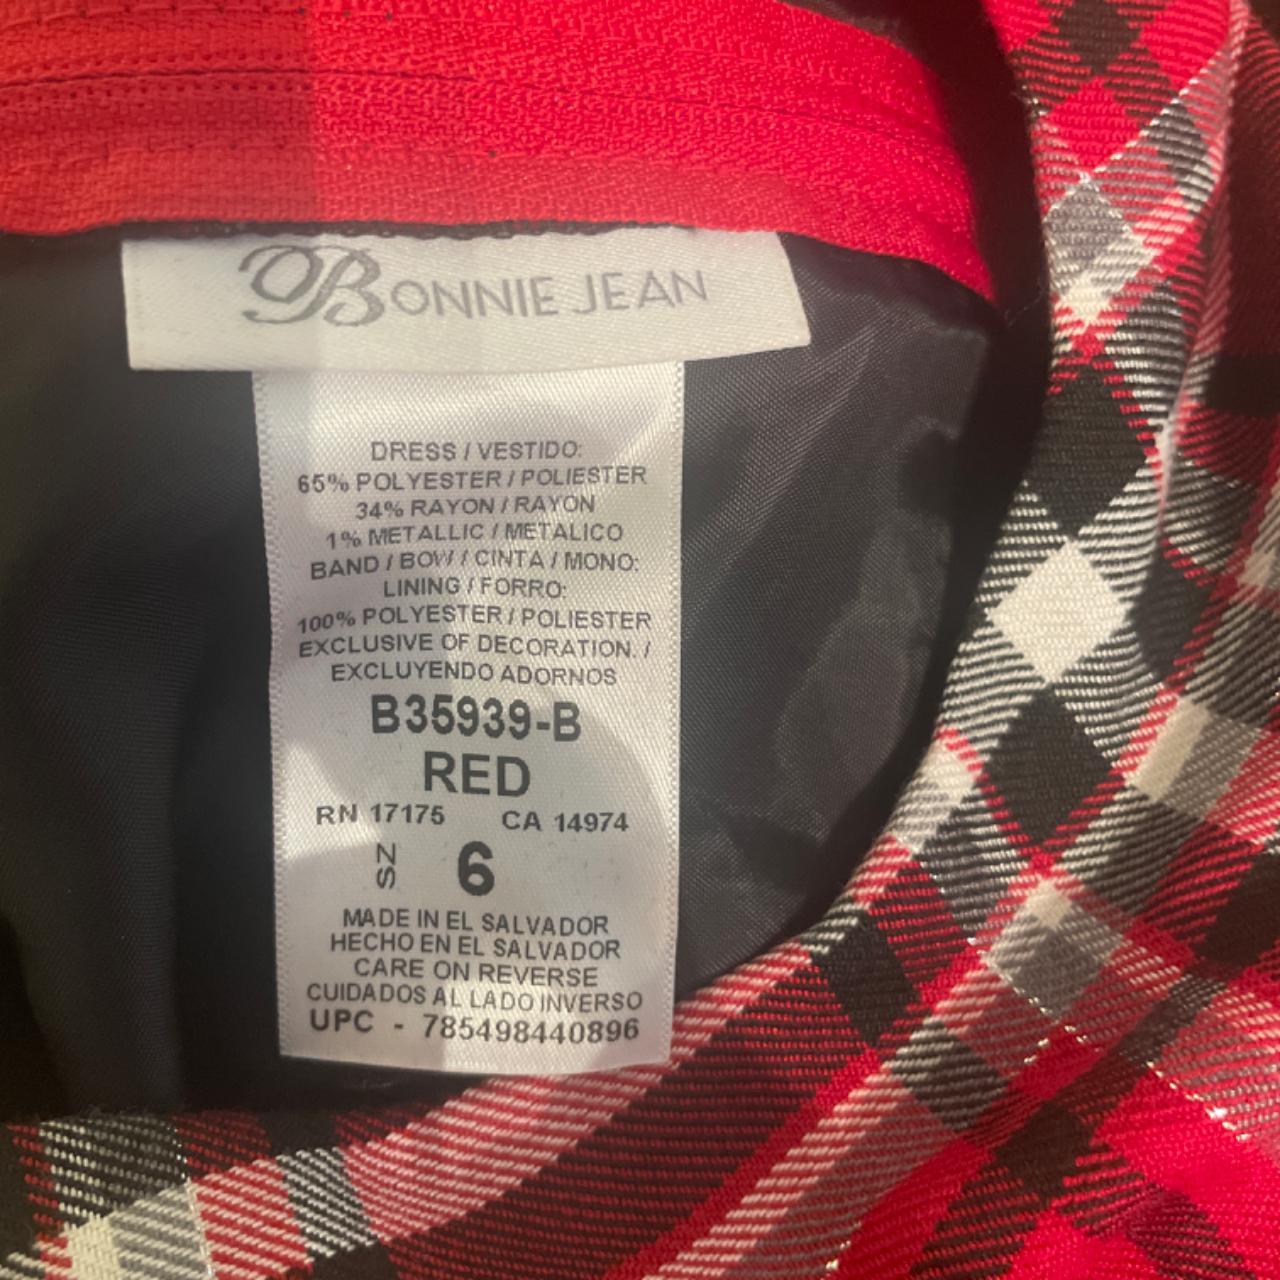 BONNIE JEAN
DRESS / VESTIDO:
65% POLYESTER / POLIESTER
34% RAYON / RAYON
1% METALLIC / METALICO
BAND / BOW / CINTA / MONO:
LINING / FORRO:
100% POLYESTER / POLIESTER
EXCLUSIVE OF DECORATION. /
EXCLUYENDO ADORNOS
B35939-B
RED
RN 17175 CA 14974
SZ 6
MADE IN EL SALVADOR
HECHO EN EL SALVADOR
CARE ON REVERSE
CUIDADOS AL LADO INVERSO
UPC - 785498440896